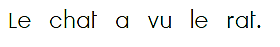 Le chat a vu le rat.